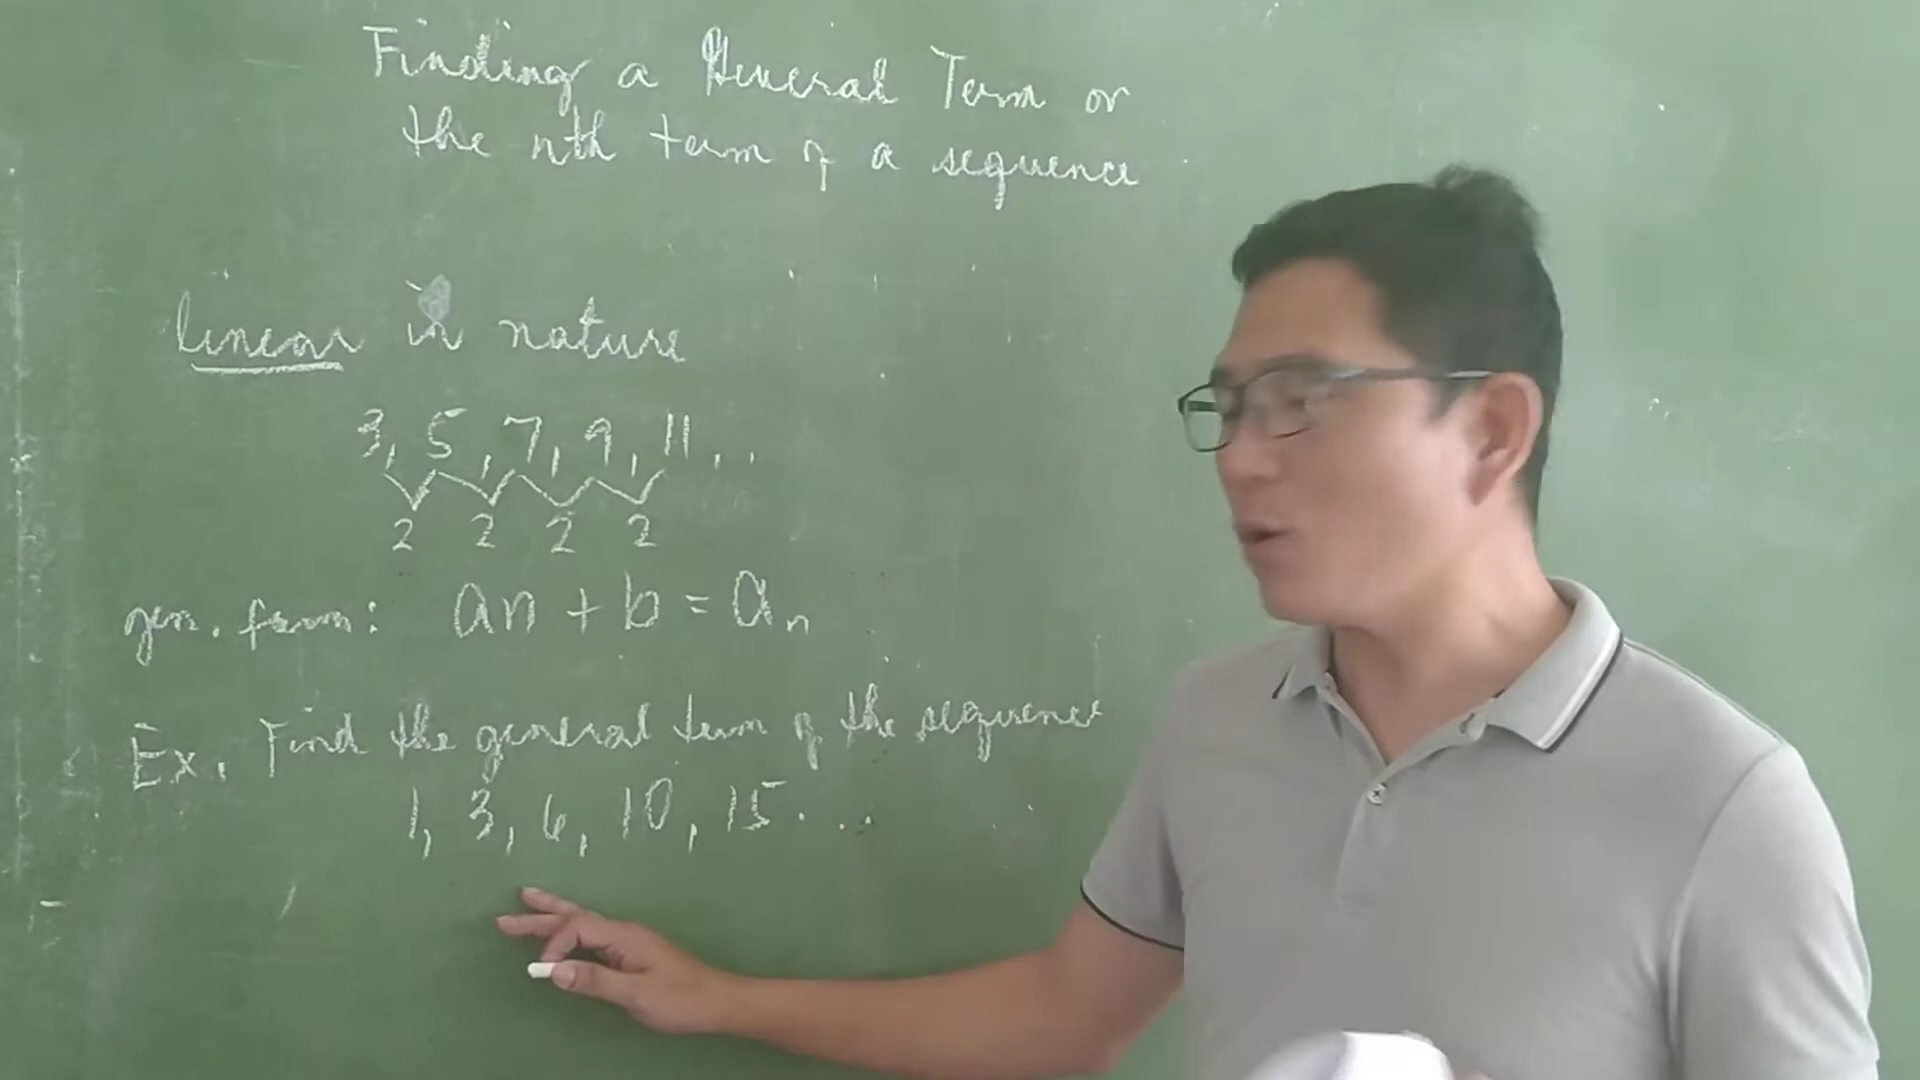 Finding a General Term or
the nth term of a sequence
linear in nature
3, 5, 7, 9, 11, . .
2 2 2 2
gen. form: an + b = aₙ
Ex. Find the general term of the sequence
1, 3, 6, 10, 15. . .